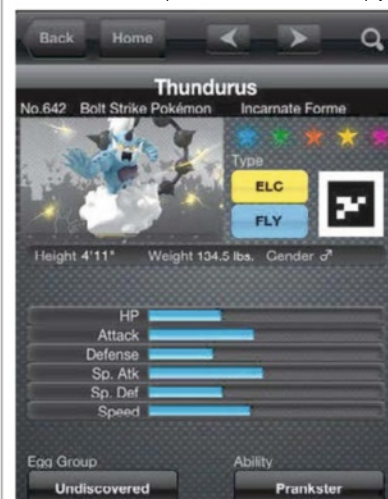 Back Home
Thundurus
No.642 Bolt Strike Pokémon Incarnate Forme
Type
ELC
FLY
Height 4'11" Weight 134.5 lbs. Gender ♂
HP
Attack
Defense
Sp. Atk
Sp. Def
Speed
Egg Group Ability
Undiscovered Prankster